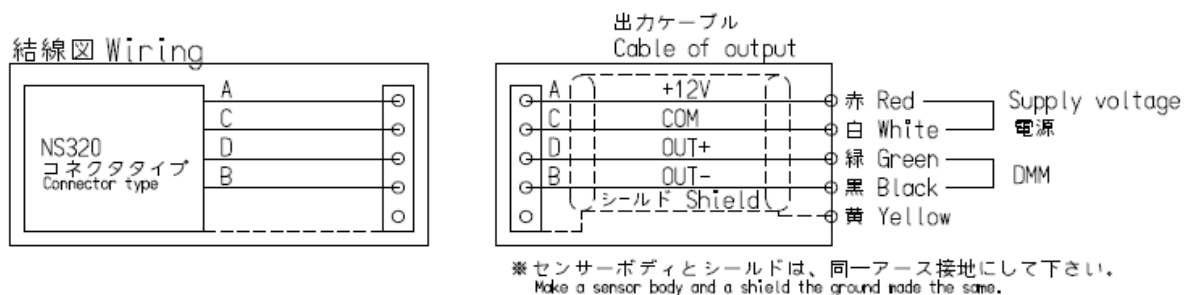 結線図 Wiring
A
C
D
B
NS320
コネクタタイプ
Connector type
出力ケーブル
Cable of output
A +12V 赤 Red Supply voltage
C COM 白 White 電源
D OUT+ 緑 Green
B OUT- 黒 Black DMM
シールド Shield 黄 Yellow
※センサーボディとシールドは、同一アース接地にして下さい。
Make a sensor body and a shield the ground made the same.